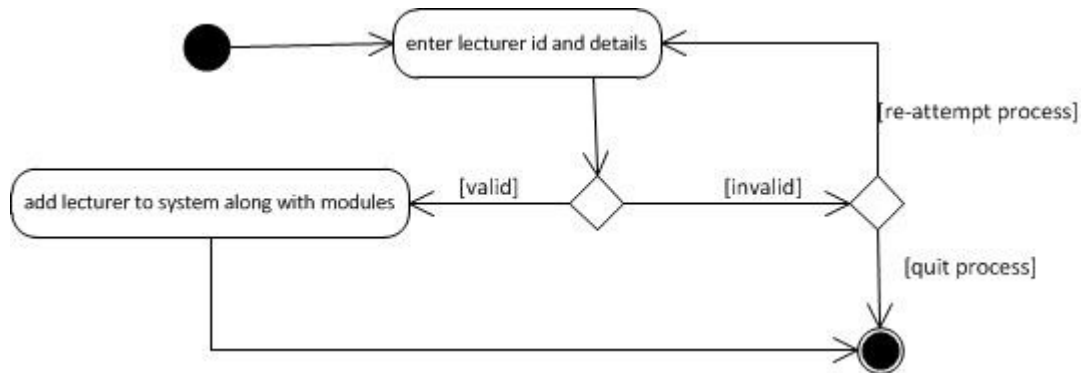 enter lecturer id and details
[re-attempt process]
add lecturer to system along with modules
[valid]
[invalid]
[quit process]